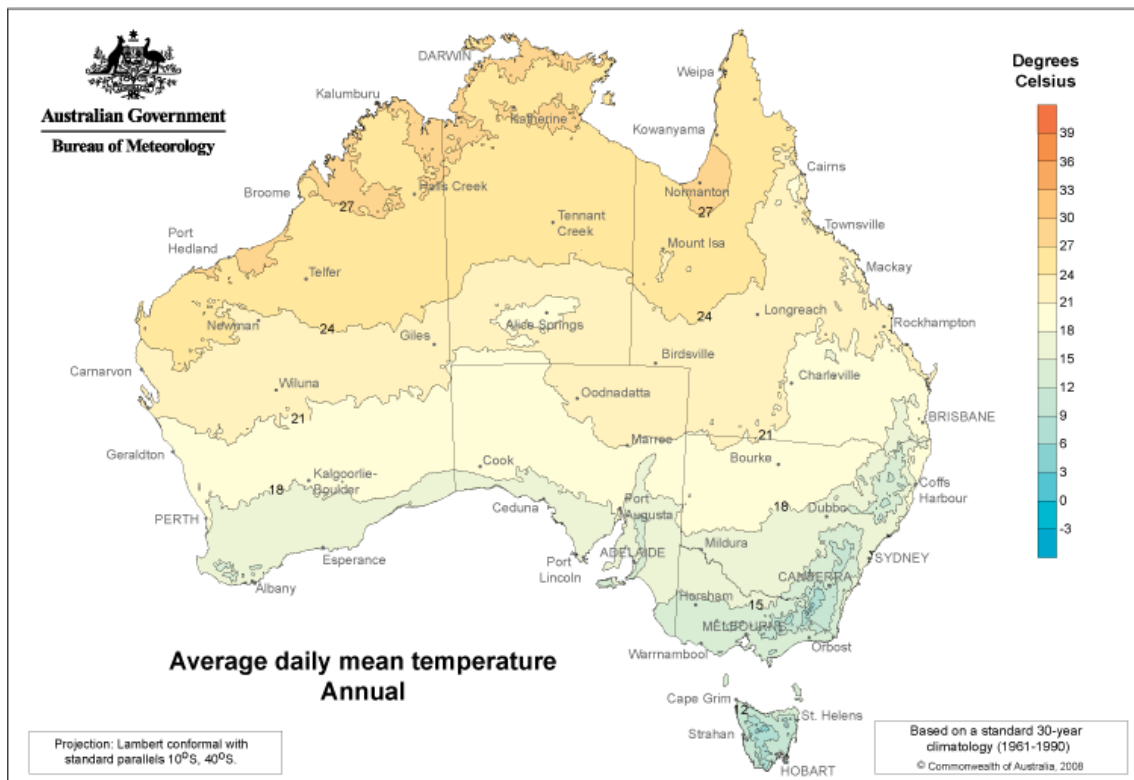 Australian Government
Bureau of Meteorology
Degrees
Celsius
39
36
33
30
27
24
21
18
15
12
9
6
3
0
-3
DARWIN
Weipa
Kalumburu
Katherine
Kowanyama
Cairns
Broome
Halls Creek
Normanton
27
27
Townsville
Port
Hedland
Tennant
Creek
Mount Isa
Mackay
Telfer
Newman
24
Longreach
24
Rockhampton
Alice Springs
Giles
Carnarvon
Birdsville
Wiluna
Oodnadatta
Charleville
21
21
BRISBANE
Geraldton
Marree
Bourke
Cook
Kalgoorlie-
Boulder
18
Coffs
Harbour
18
PERTH
Ceduna
Port
Augusta
Dubbo
Esperance
ADELAIDE
Mildura
SYDNEY
Albany
Port
Lincoln
CANBERRA
Horsham
15
MELBOURNE
Warrnambool
Orbost
Average daily mean temperature
Annual
Cape Grim
12
St. Helens
Strahan
HOBART
Projection: Lambert conformal with
standard parallels 10°S, 40°S.
Based on a standard 30-year
climatology (1961-1990)
© Commonwealth of Australia, 2008